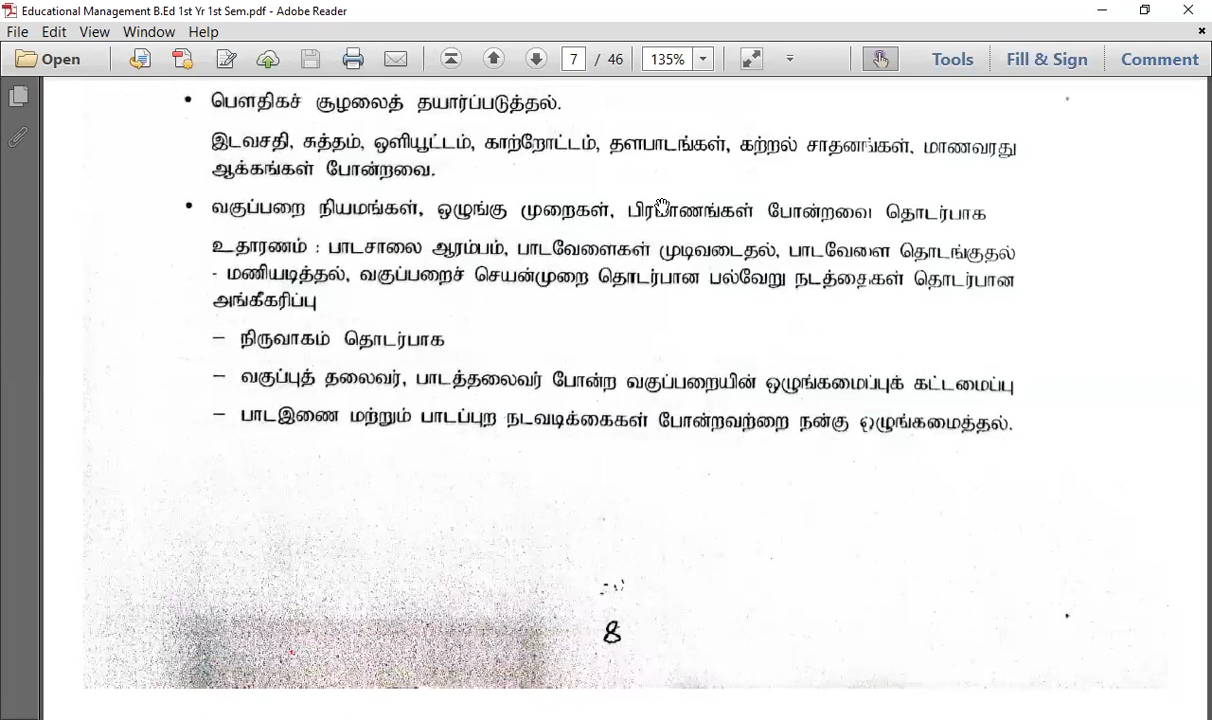 Educational Management B.Ed 1st Yr 1st Sem.pdf - Adobe Reader
File Edit View Window Help
Open 7 / 46 135% Tools Fill & Sign Comment
• பௌதிகச் சூழலைத் தயார்ப்படுத்தல்.
இடவசதி, சுத்தம், ஒளியூட்டம், காற்றோட்டம், தளபாடங்கள், கற்றல் சாதனங்கள், மாணவரது
ஆக்கங்கள் போன்றவை.
• வகுப்பறை நியமங்கள், ஒழுங்கு முறைகள், பிரமாணங்கள் போன்றவை தொடர்பாக
உதாரணம் : பாடசாலை ஆரம்பம், பாடவேளைகள் முடிவடைதல், பாடவேளை தொடங்குதல்
- மணியடித்தல், வகுப்பறைச் செயன்முறை தொடர்பான பல்வேறு நடத்தைகள் தொடர்பான
அங்கீகரிப்பு
– நிருவாகம் தொடர்பாக
– வகுப்புத் தலைவர், பாடத்தலைவர் போன்ற வகுப்பறையின் ஒழுங்கமைப்புக் கட்டமைப்பு
– பாடஇணை மற்றும் பாடப்புற நடவடிக்கைகள் போன்றவற்றை நன்கு ஒழுங்கமைத்தல்.
8